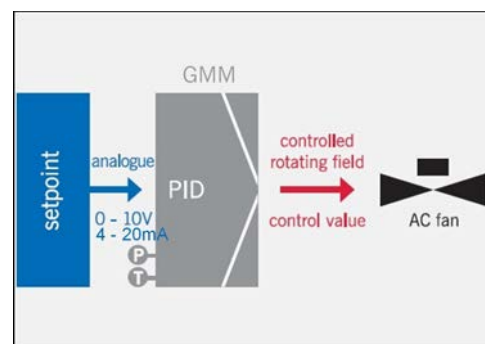 GMM
setpoint
analogue
0 - 10V
4 - 20mA
PID
P
T
controlled
rotating field
control value
AC fan